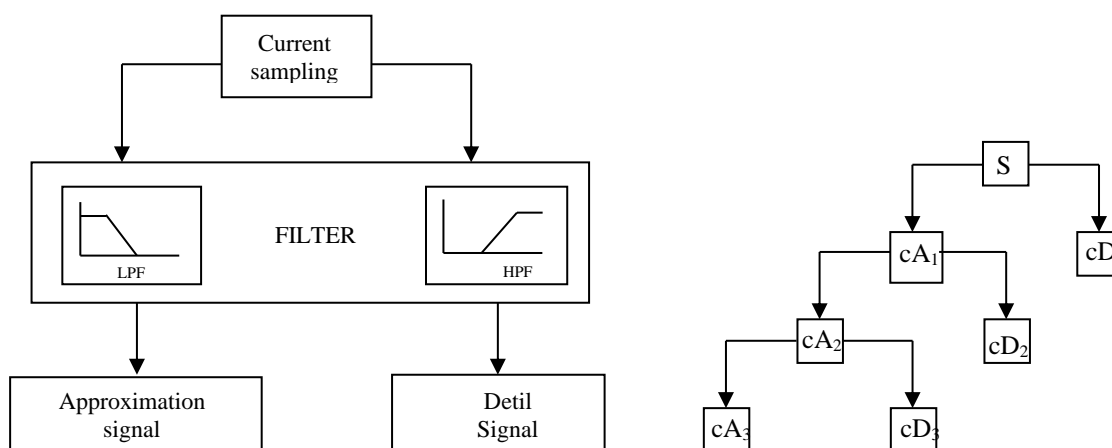 Current
sampling
FILTER
LPF
HPF
Approximation
signal
Detil
Signal
S
cA₁
cD
cA₂
cD₂
cA₃
cD₃